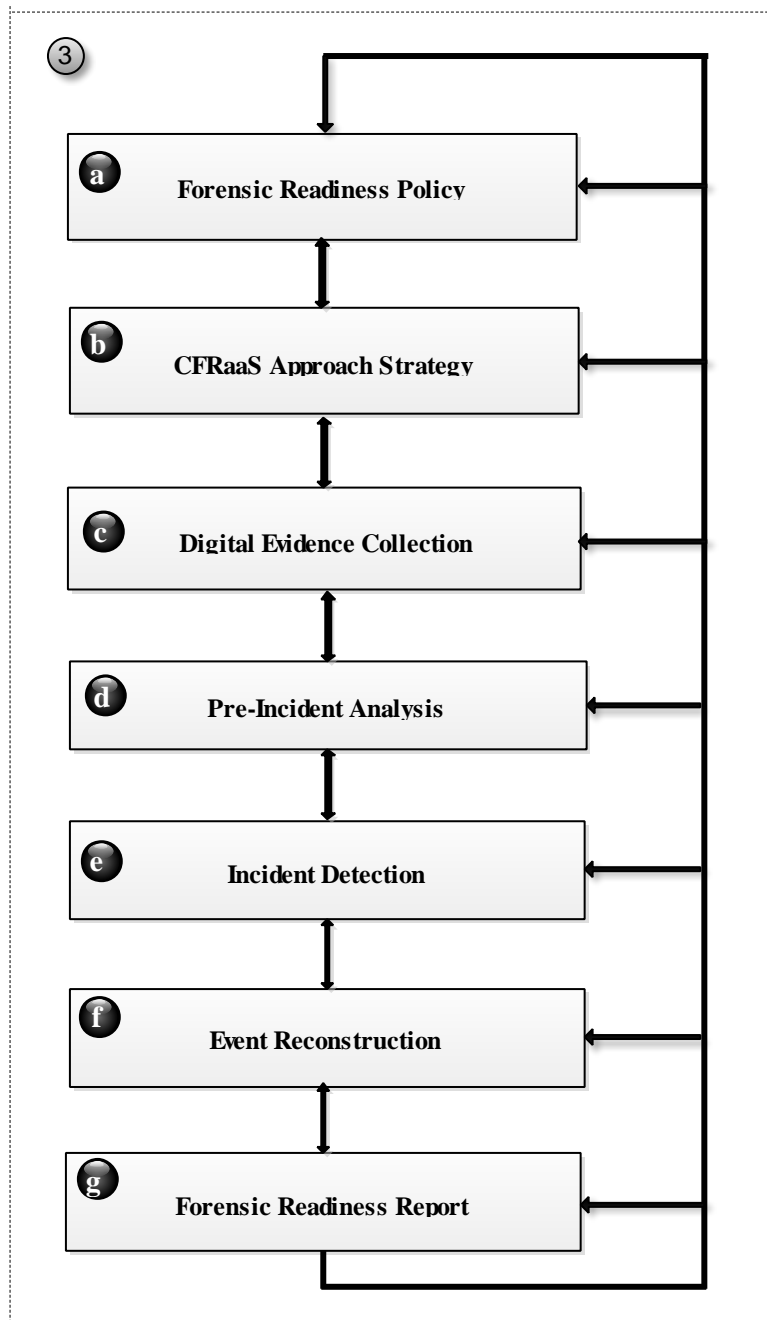 3
a
Forensic Readiness Policy
b
CFRaaS Approach Strategy
c
Digital Evidence Collection
d
Pre-Incident Analysis
e
Incident Detection
f
Event Reconstruction
g
Forensic Readiness Report